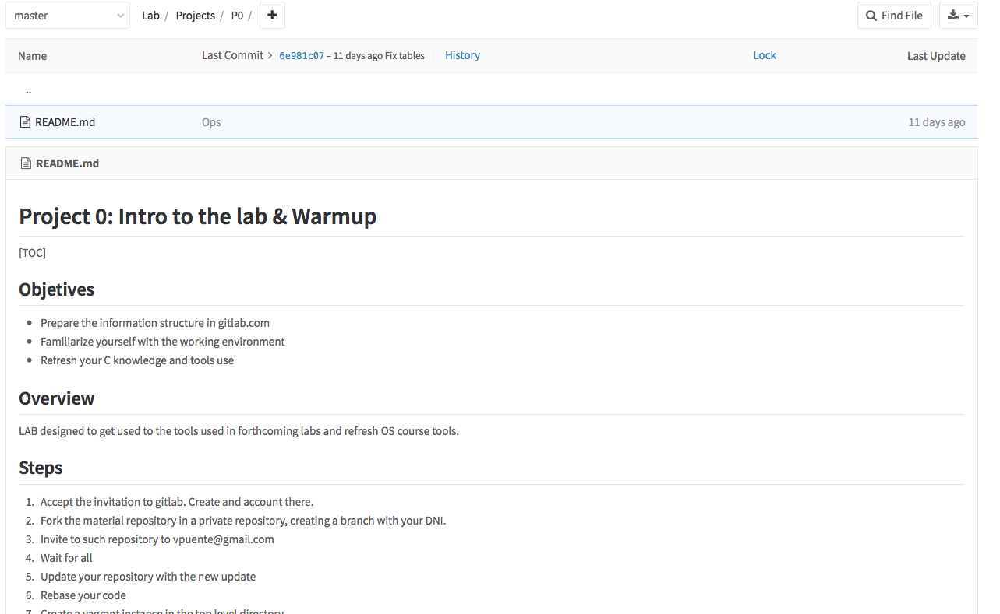 master Lab / Projects / P0 / + Find File
Name Last Commit > 6e981c07 – 11 days ago Fix tables History Lock Last Update
..
README.md Ops 11 days ago
README.md
Project 0: Intro to the lab & Warmup
[TOC]
Objetives
• Prepare the information structure in gitlab.com
• Familiarize yourself with the working environment
• Refresh your C knowledge and tools use
Overview
LAB designed to get used to the tools used in forthcoming labs and refresh OS course tools.
Steps
1. Accept the invitation to gitlab. Create and account there.
2. Fork the material repository in a private repository, creating a branch with your DNI.
3. Invite to such repository to vpuente@gmail.com
4. Wait for all
5. Update your repository with the new update
6. Rebase your code
7. Create a vagrant instance in the top level directory